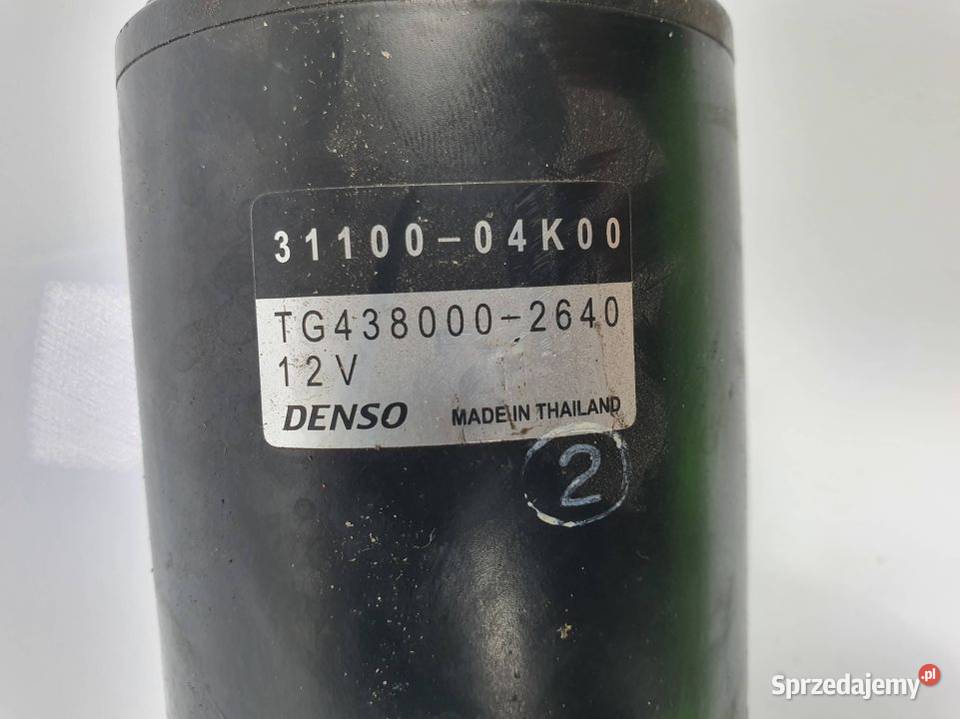 31100-04K00
TG438000-2640
12V
DENSO MADE IN THAILAND
2
Sprzedajemy.pl